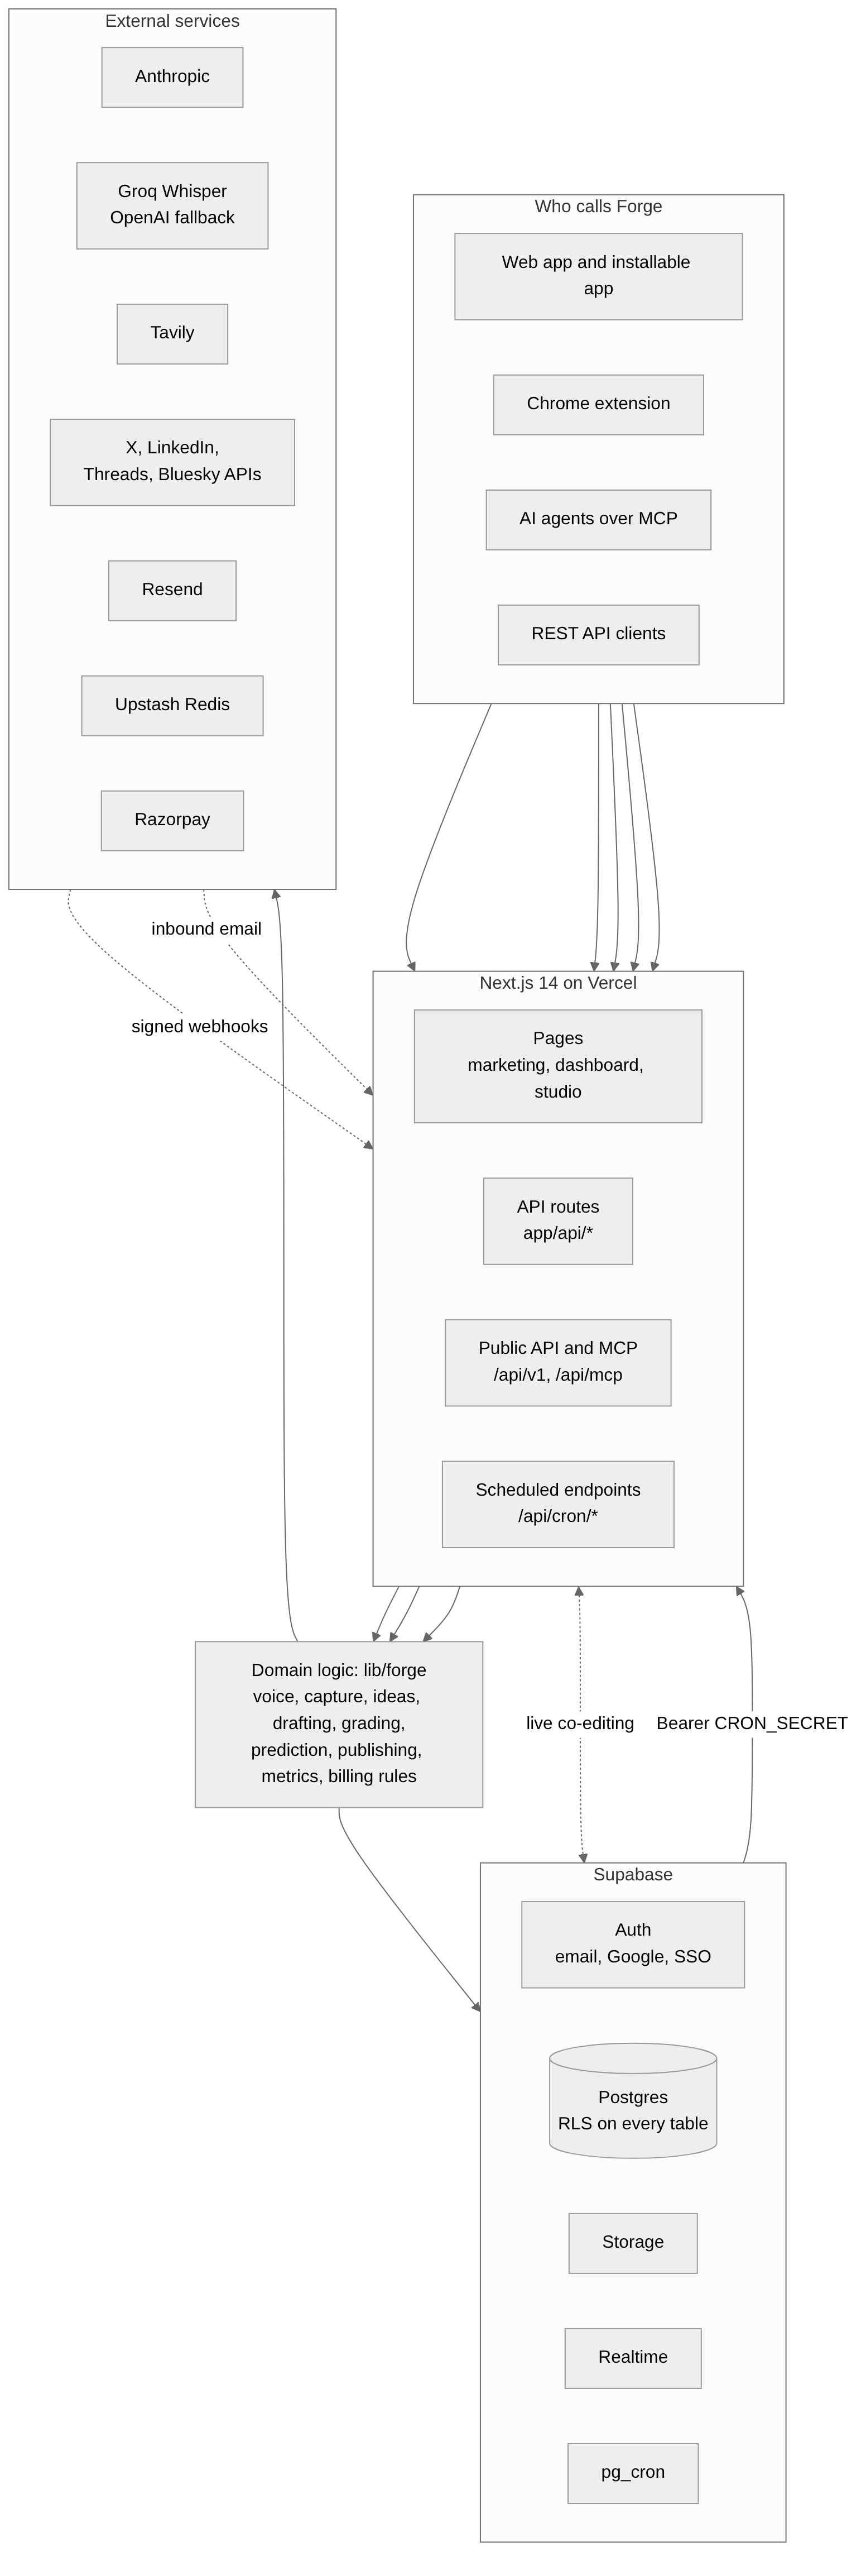 External services
Anthropic
Groq Whisper
OpenAI fallback
Tavily
X, LinkedIn,
Threads, Bluesky APIs
Resend
Upstash Redis
Razorpay
Who calls Forge
Web app and installable
app
Chrome extension
AI agents over MCP
REST API clients
inbound email
signed webhooks
Next.js 14 on Vercel
Pages
marketing, dashboard,
studio
API routes
app/api/*
Public API and MCP
/api/v1, /api/mcp
Scheduled endpoints
/api/cron/*
Domain logic: lib/forge
voice, capture, ideas,
drafting, grading,
prediction, publishing,
metrics, billing rules
live co-editing
Bearer CRON_SECRET
Supabase
Auth
email, Google, SSO
Postgres
RLS on every table
Storage
Realtime
pg_cron